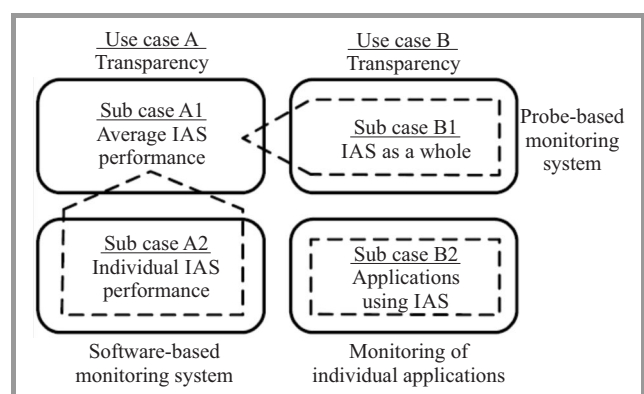 Use case A
Transparency
Use case B
Transparency
Sub case A1
Average IAS
performance
Sub case B1
IAS as a whole
Probe-based
monitoring
system
Sub case A2
Individual IAS
performance
Sub case B2
Applications
using IAS
Software-based
monitoring system
Monitoring of
individual applications